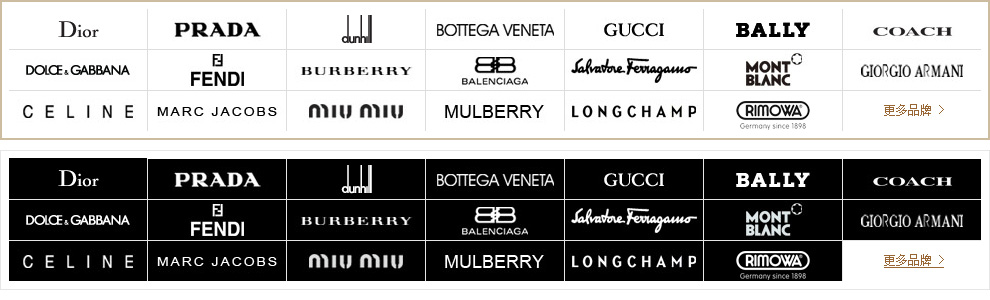 Dior PRADA dunhill BOTTEGA VENETA GUCCI BALLY COACH
DOLCE & GABBANA FENDI BURBERRY BB BALENCIAGA Salvatore Ferragamo MONT BLANC GIORGIO ARMANI
CELINE MARC JACOBS miu miu MULBERRY LONGCHAMP RIMOWA Germany since 1898 更多品牌 >
Dior PRADA dunhill BOTTEGA VENETA GUCCI BALLY COACH
DOLCE & GABBANA FENDI BURBERRY BB BALENCIAGA Salvatore Ferragamo MONT BLANC GIORGIO ARMANI
CELINE MARC JACOBS miu miu MULBERRY LONGCHAMP RIMOWA Germany since 1898 更多品牌 >